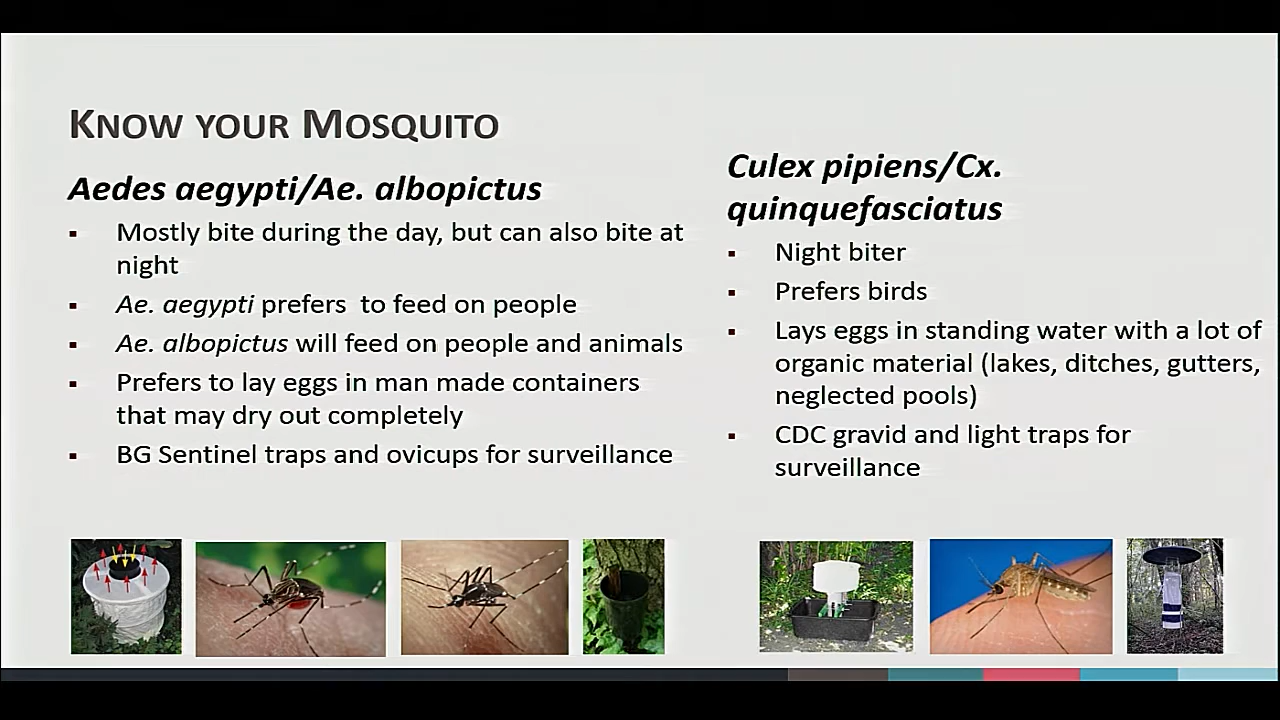 KNOW YOUR MOSQUITO
Aedes aegypti/Ae. albopictus
▪ Mostly bite during the day, but can also bite at
night
▪ Ae. aegypti prefers to feed on people
▪ Ae. albopictus will feed on people and animals
▪ Prefers to lay eggs in man made containers
that may dry out completely
▪ BG Sentinel traps and ovicups for surveillance
Culex pipiens/Cx.
quinquefasciatus
▪ Night biter
▪ Prefers birds
▪ Lays eggs in standing water with a lot of
organic material (lakes, ditches, gutters,
neglected pools)
▪ CDC gravid and light traps for
surveillance